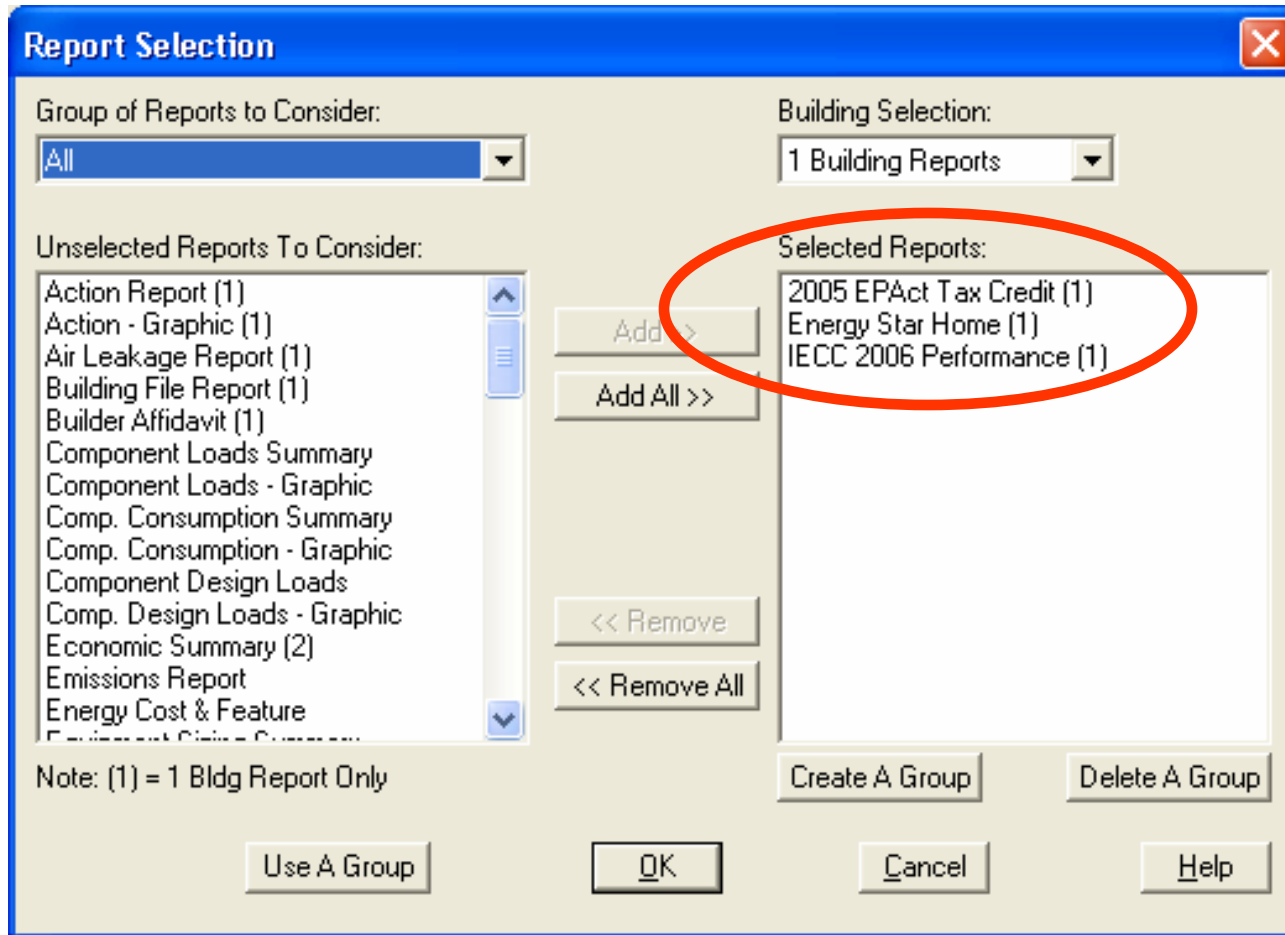 Report Selection
Group of Reports to Consider:
All
Building Selection:
1 Building Reports
Unselected Reports To Consider:
Action Report (1)
Action - Graphic (1)
Air Leakage Report (1)
Building File Report (1)
Builder Affidavit (1)
Component Loads Summary
Component Loads - Graphic
Comp. Consumption Summary
Comp. Consumption - Graphic
Component Design Loads
Comp. Design Loads - Graphic
Economic Summary (2)
Emissions Report
Energy Cost & Feature
Add >>
Add All >>
<< Remove
<< Remove All
Selected Reports:
2005 EPAct Tax Credit (1)
Energy Star Home (1)
IECC 2006 Performance (1)
Note: (1) = 1 Bldg Report Only
Create A Group
Delete A Group
Use A Group
OK
Cancel
Help